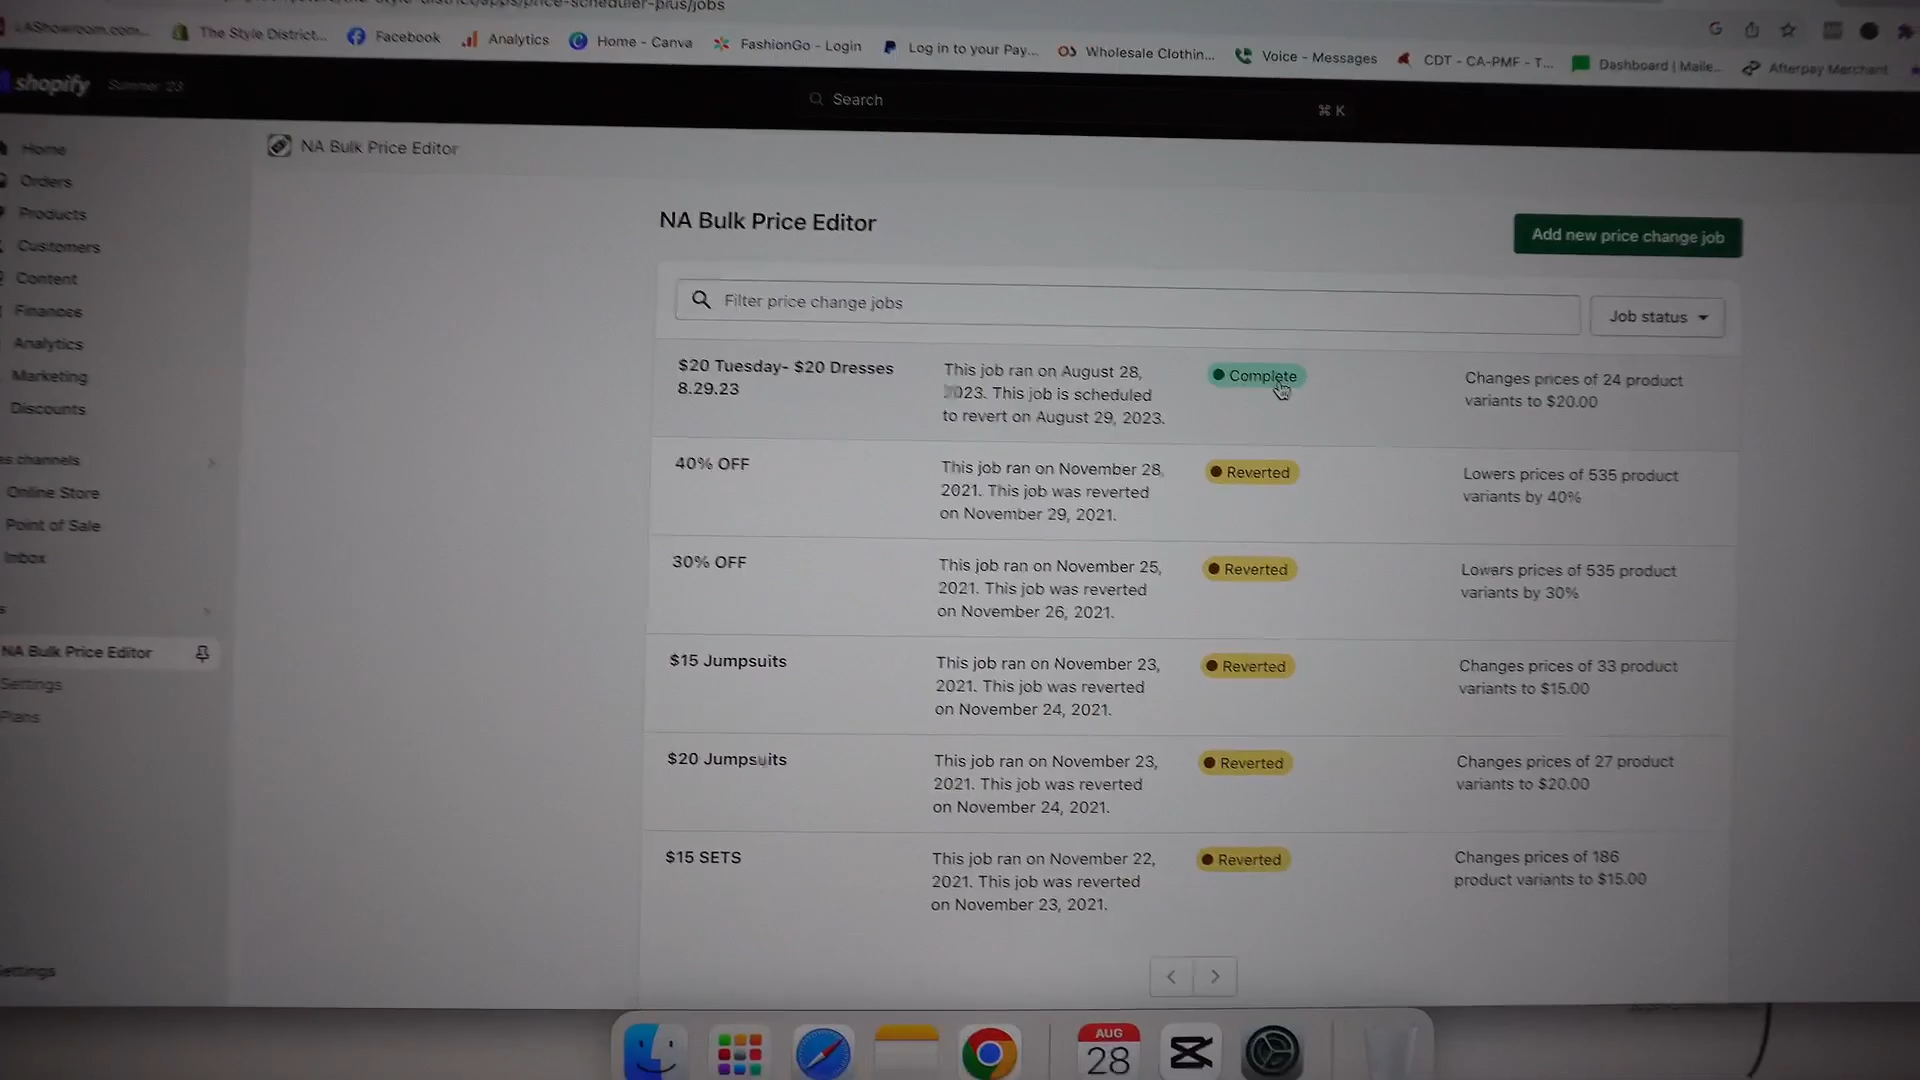 AShowroom.com...
The Style District...
Facebook
Analytics
Home - Canva
FashionGo - Login
Log in to your Pay...
Wholesale Clothin...
Voice - Messages
CDT - CA-PMF - T...
Dashboard | Maile...
Afterpay Merchant
shopify
Summer '23
Search
⌘ K
Home
Orders
Products
Customers
Content
Finances
Analytics
Marketing
Discounts
es channels
Online Store
Point of Sale
Inbox
s
NA Bulk Price Editor
Settings
Plans
Settings
NA Bulk Price Editor
NA Bulk Price Editor
Add new price change job
Filter price change jobs
Job status
$20 Tuesday- $20 Dresses
8.29.23
This job ran on August 28,
2023. This job is scheduled
to revert on August 29, 2023.
Complete
Changes prices of 24 product
variants to $20.00
40% OFF
This job ran on November 28,
2021. This job was reverted
on November 29, 2021.
Reverted
Lowers prices of 535 product
variants by 40%
30% OFF
This job ran on November 25,
2021. This job was reverted
on November 26, 2021.
Reverted
Lowers prices of 535 product
variants by 30%
$15 Jumpsuits
This job ran on November 23,
2021. This job was reverted
on November 24, 2021.
Reverted
Changes prices of 33 product
variants to $15.00
$20 Jumpsuits
This job ran on November 23,
2021. This job was reverted
on November 24, 2021.
Reverted
Changes prices of 27 product
variants to $20.00
$15 SETS
This job ran on November 22,
2021. This job was reverted
on November 23, 2021.
Reverted
Changes prices of 186
product variants to $15.00
AUG
28